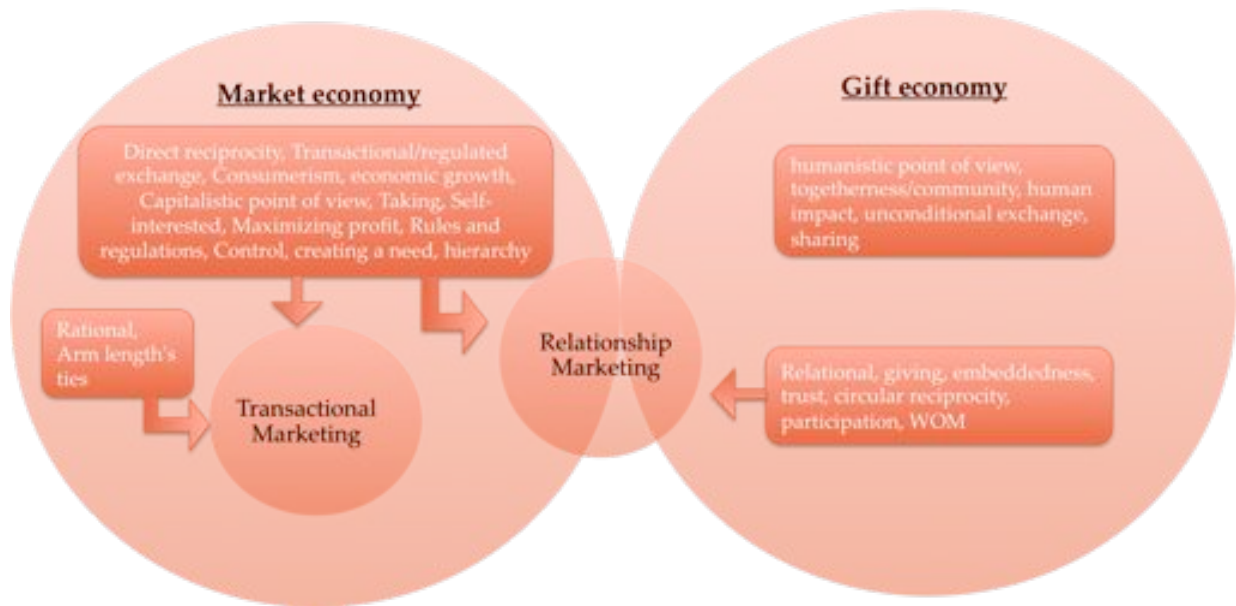 Market economy
Direct reciprocity, Transactional/regulated
exchange, Consumerism, economic growth,
Capitalistic point of view, Taking, Self-
interested, Maximizing profit, Rules and
regulations, Control, creating a need, hierarchy
Rational,
Arm length's
ties
Transactional
Marketing
Relationship
Marketing
Gift economy
humanistic point of view,
togetherness/community, human
impact, unconditional exchange,
sharing
Relational, giving, embeddedness,
trust, circular reciprocity,
participation, WOM